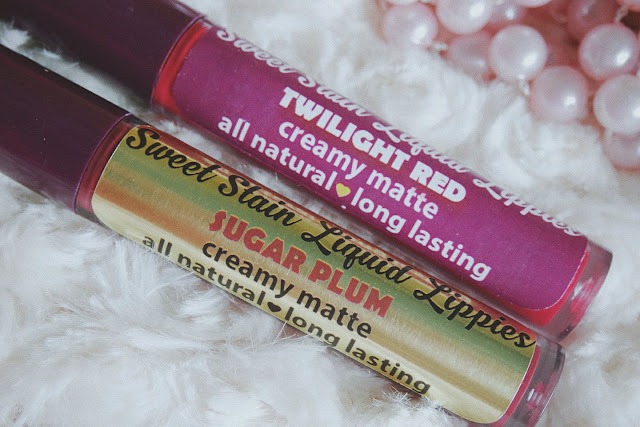 Sweet Stain Liquid Lippies
TWILIGHT RED
creamy matte
all natural long lasting
Sweet Stain Liquid Lippies
SUGAR PLUM
creamy matte
all natural long lasting